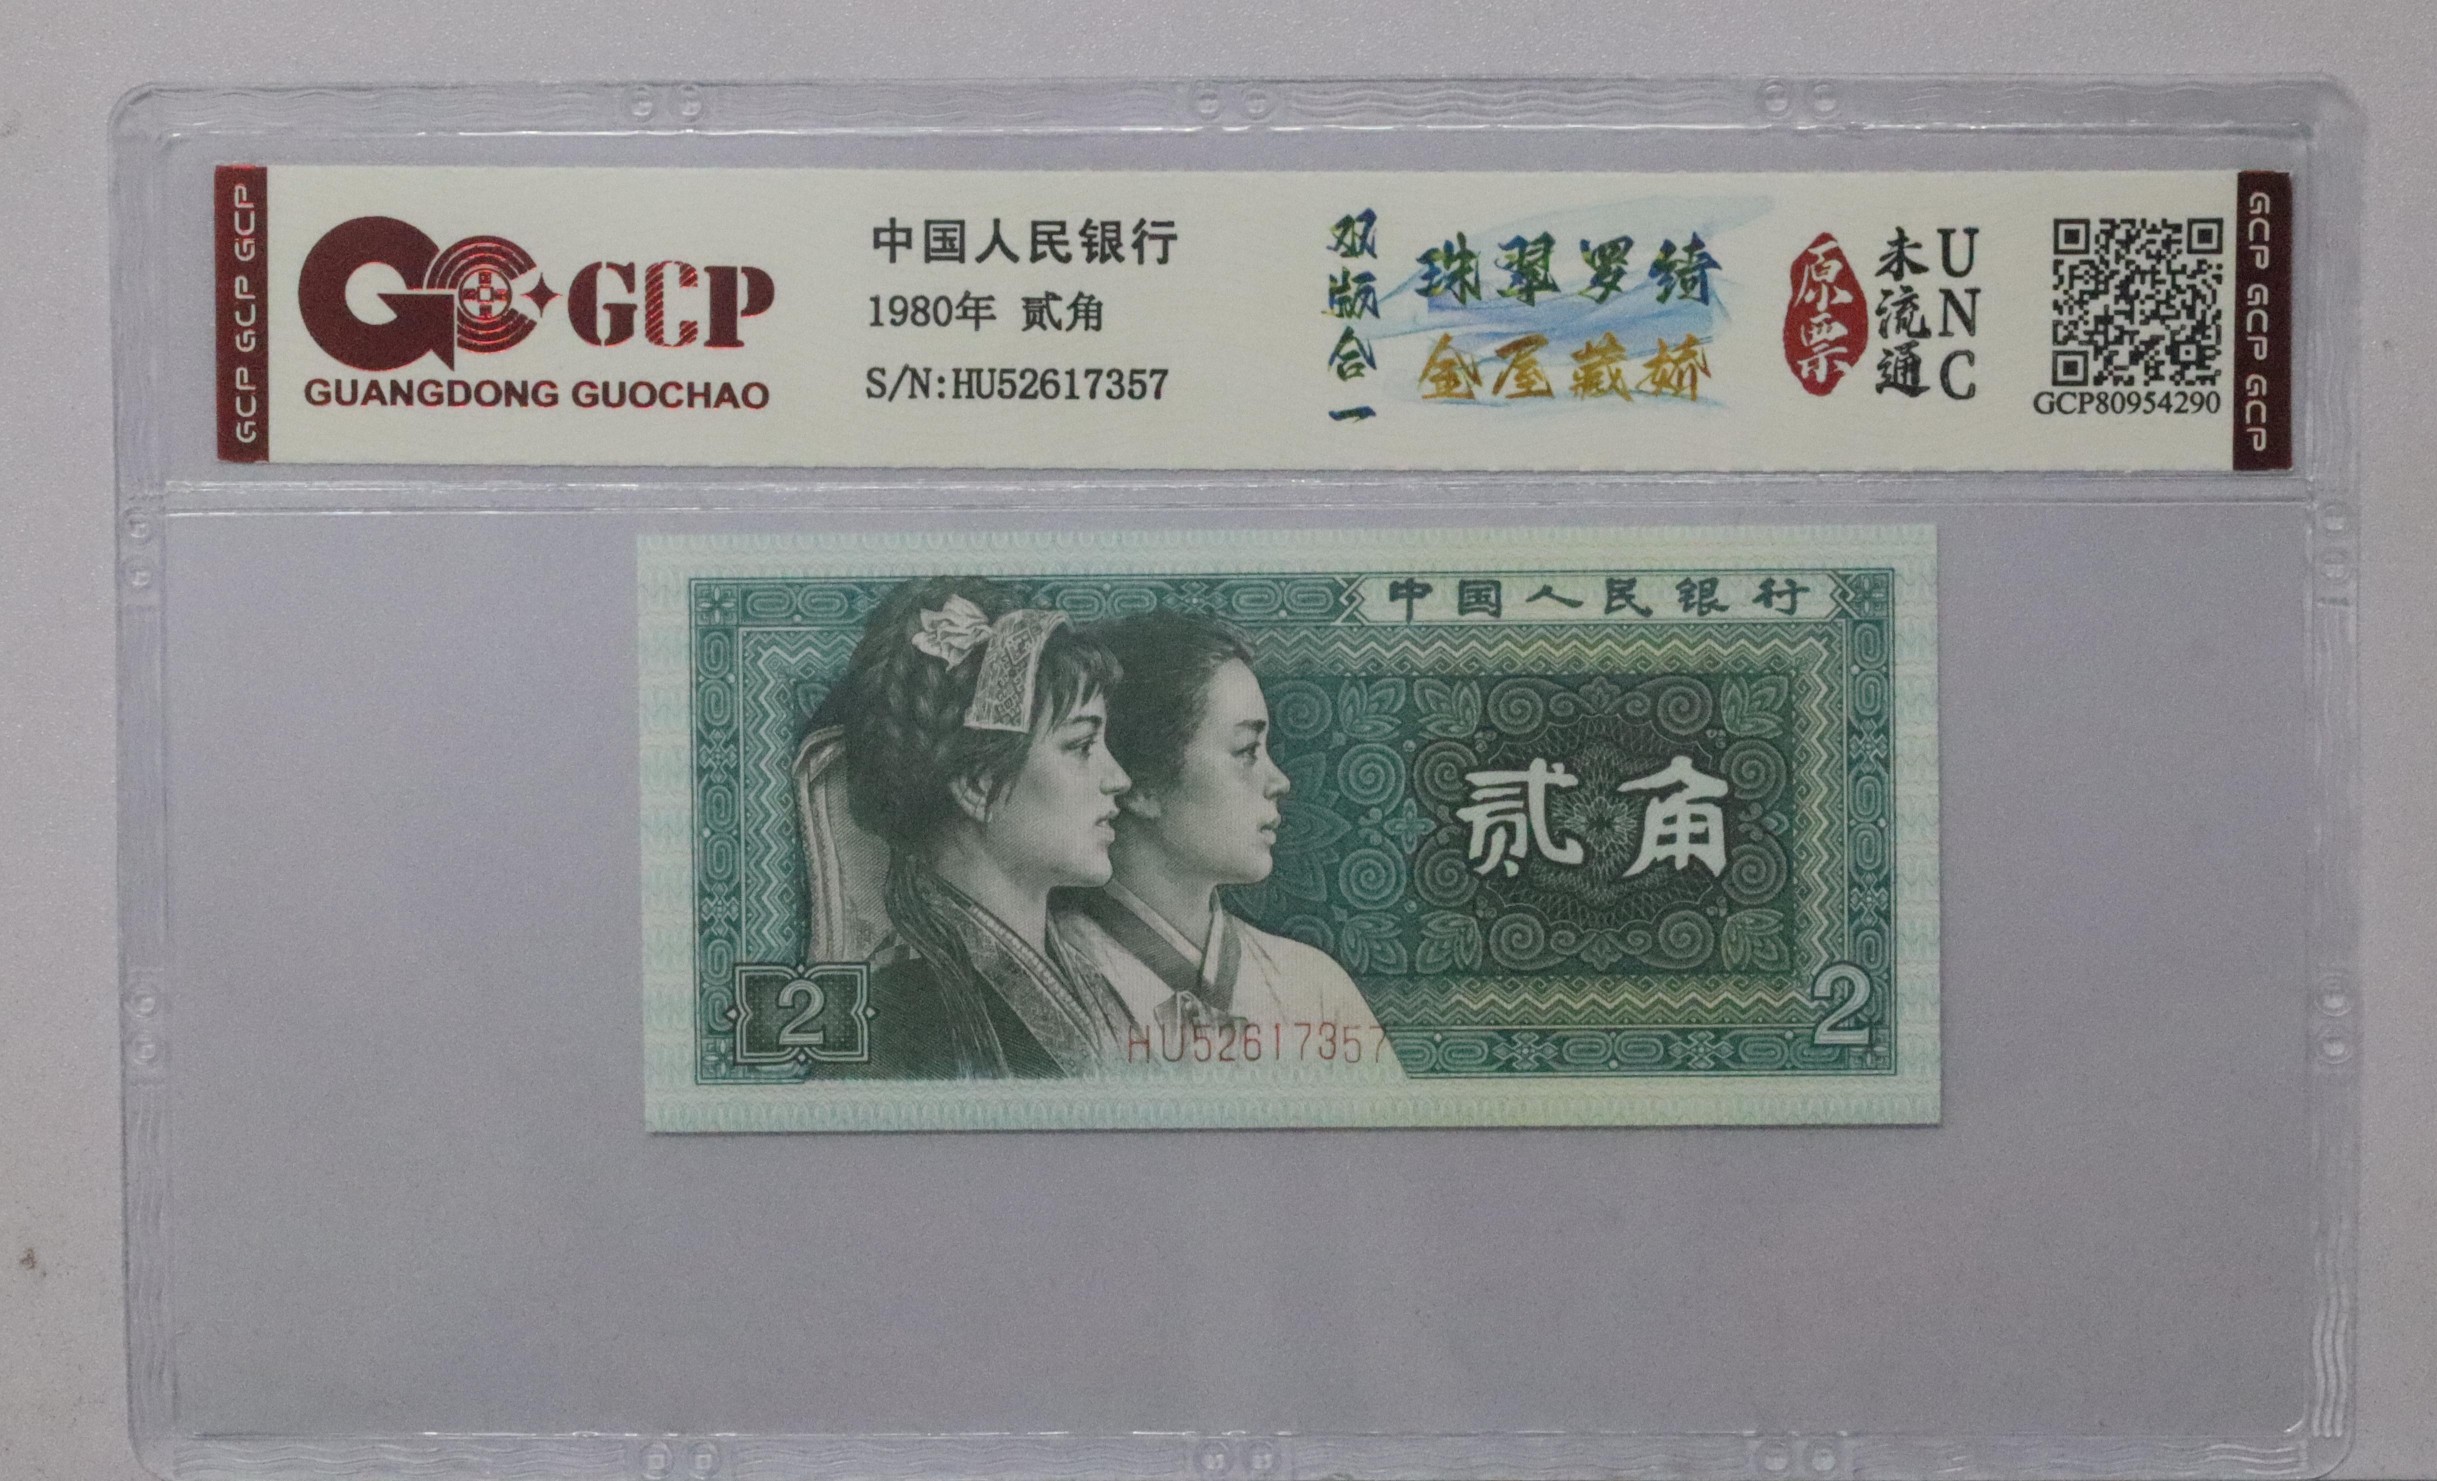 GCP GCP GCP
GCP
GUANGDONG GUOCHAO
中国人民银行
1980年 贰角
S/N:HU52617357
双版合一
珠翠罗绮
金屋藏娇
原票
未流通
UNC
GCP80954290
GCP GCP GCP
中国人民银行
贰角
2
2
HU52617357